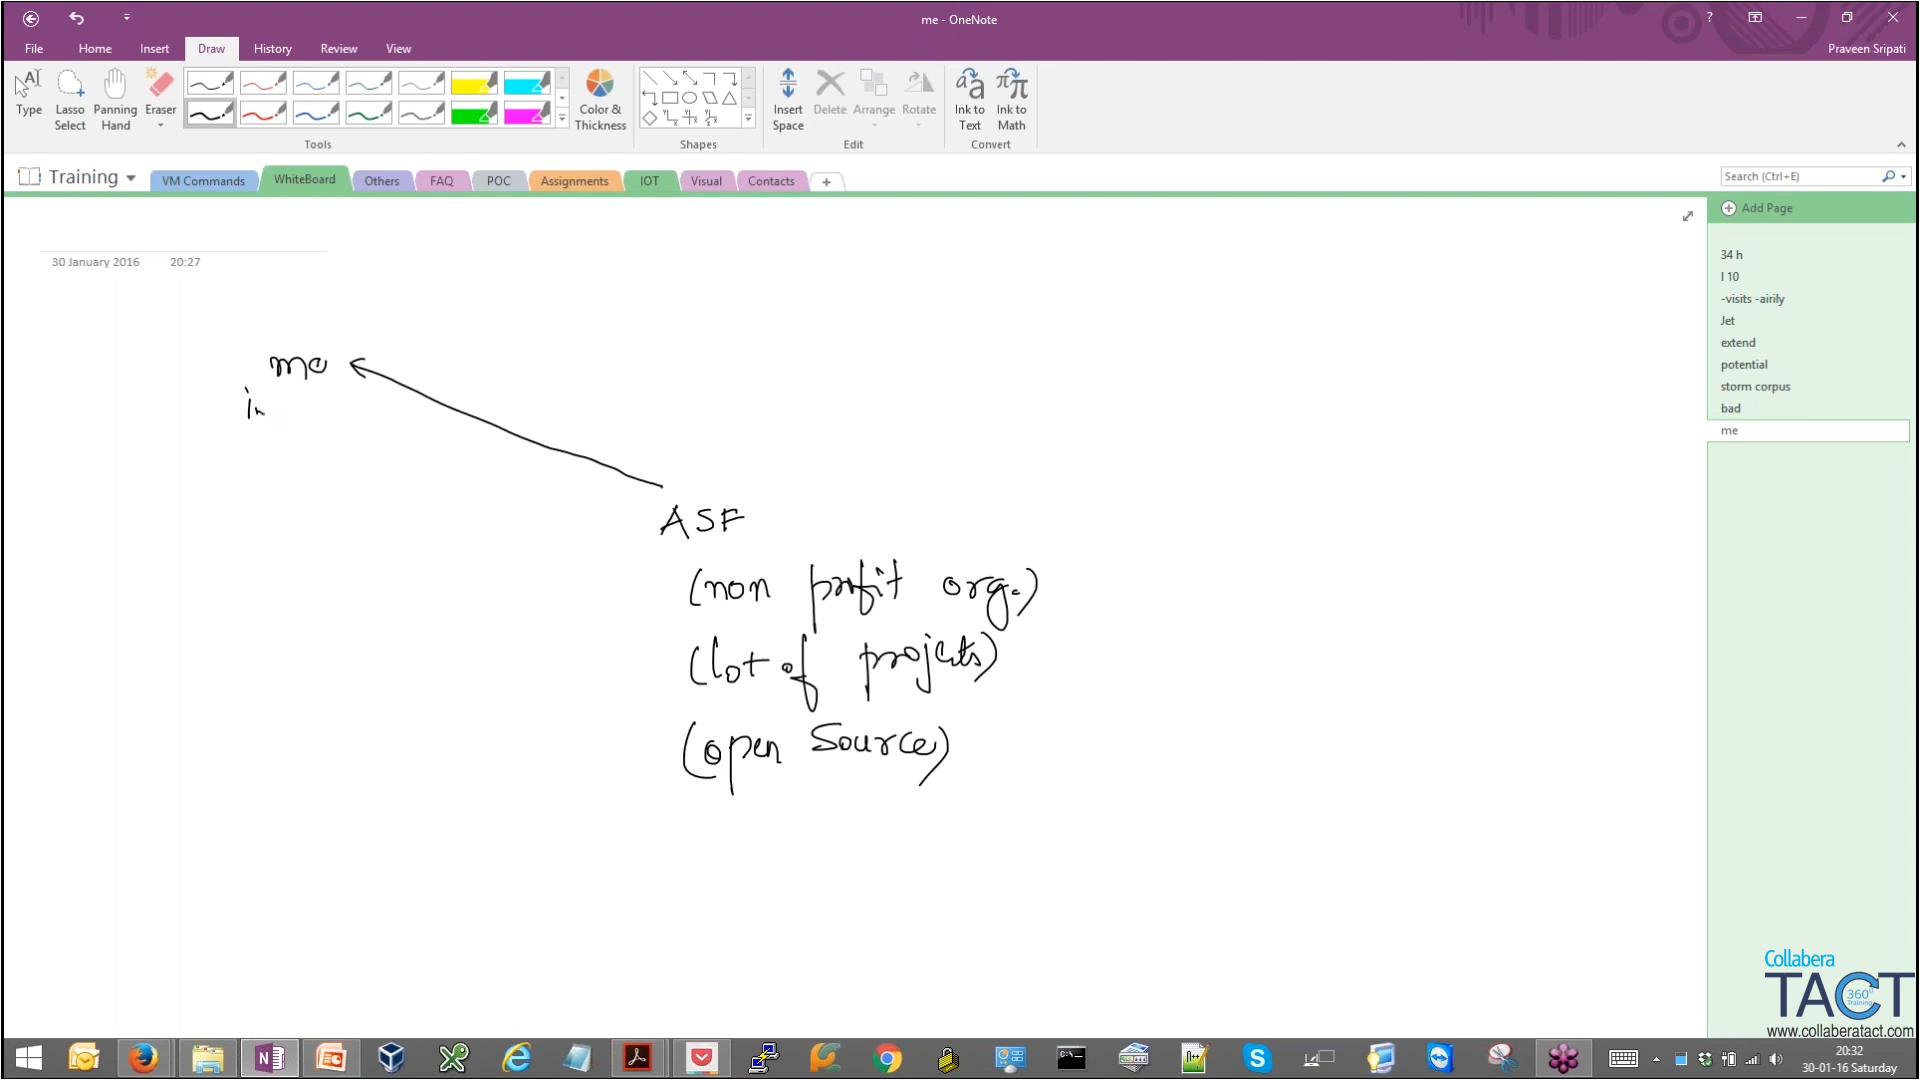 me - OneNote
?
File Home Insert Draw History Review View
Praveen Sripati
Type
Lasso Select
Panning Hand
Eraser
Color & Thickness
Insert Space
Delete
Arrange
Rotate
Ink to Text
Ink to Math
Tools Shapes Edit Convert
Training VM Commands WhiteBoard Others FAQ POC Assignments IOT Visual Contacts +
Search (Ctrl+E)
Add Page
30 January 2016 20:27
34 h
I 10
-visits -airily
Jet
extend
potential
storm corpus
bad
me
me
in
ASF
(non profit org.)
(lot of projects)
(open Source)
Collabera
TACT
360°
Training
www.collaberatact.com
20:32
30-01-16 Saturday